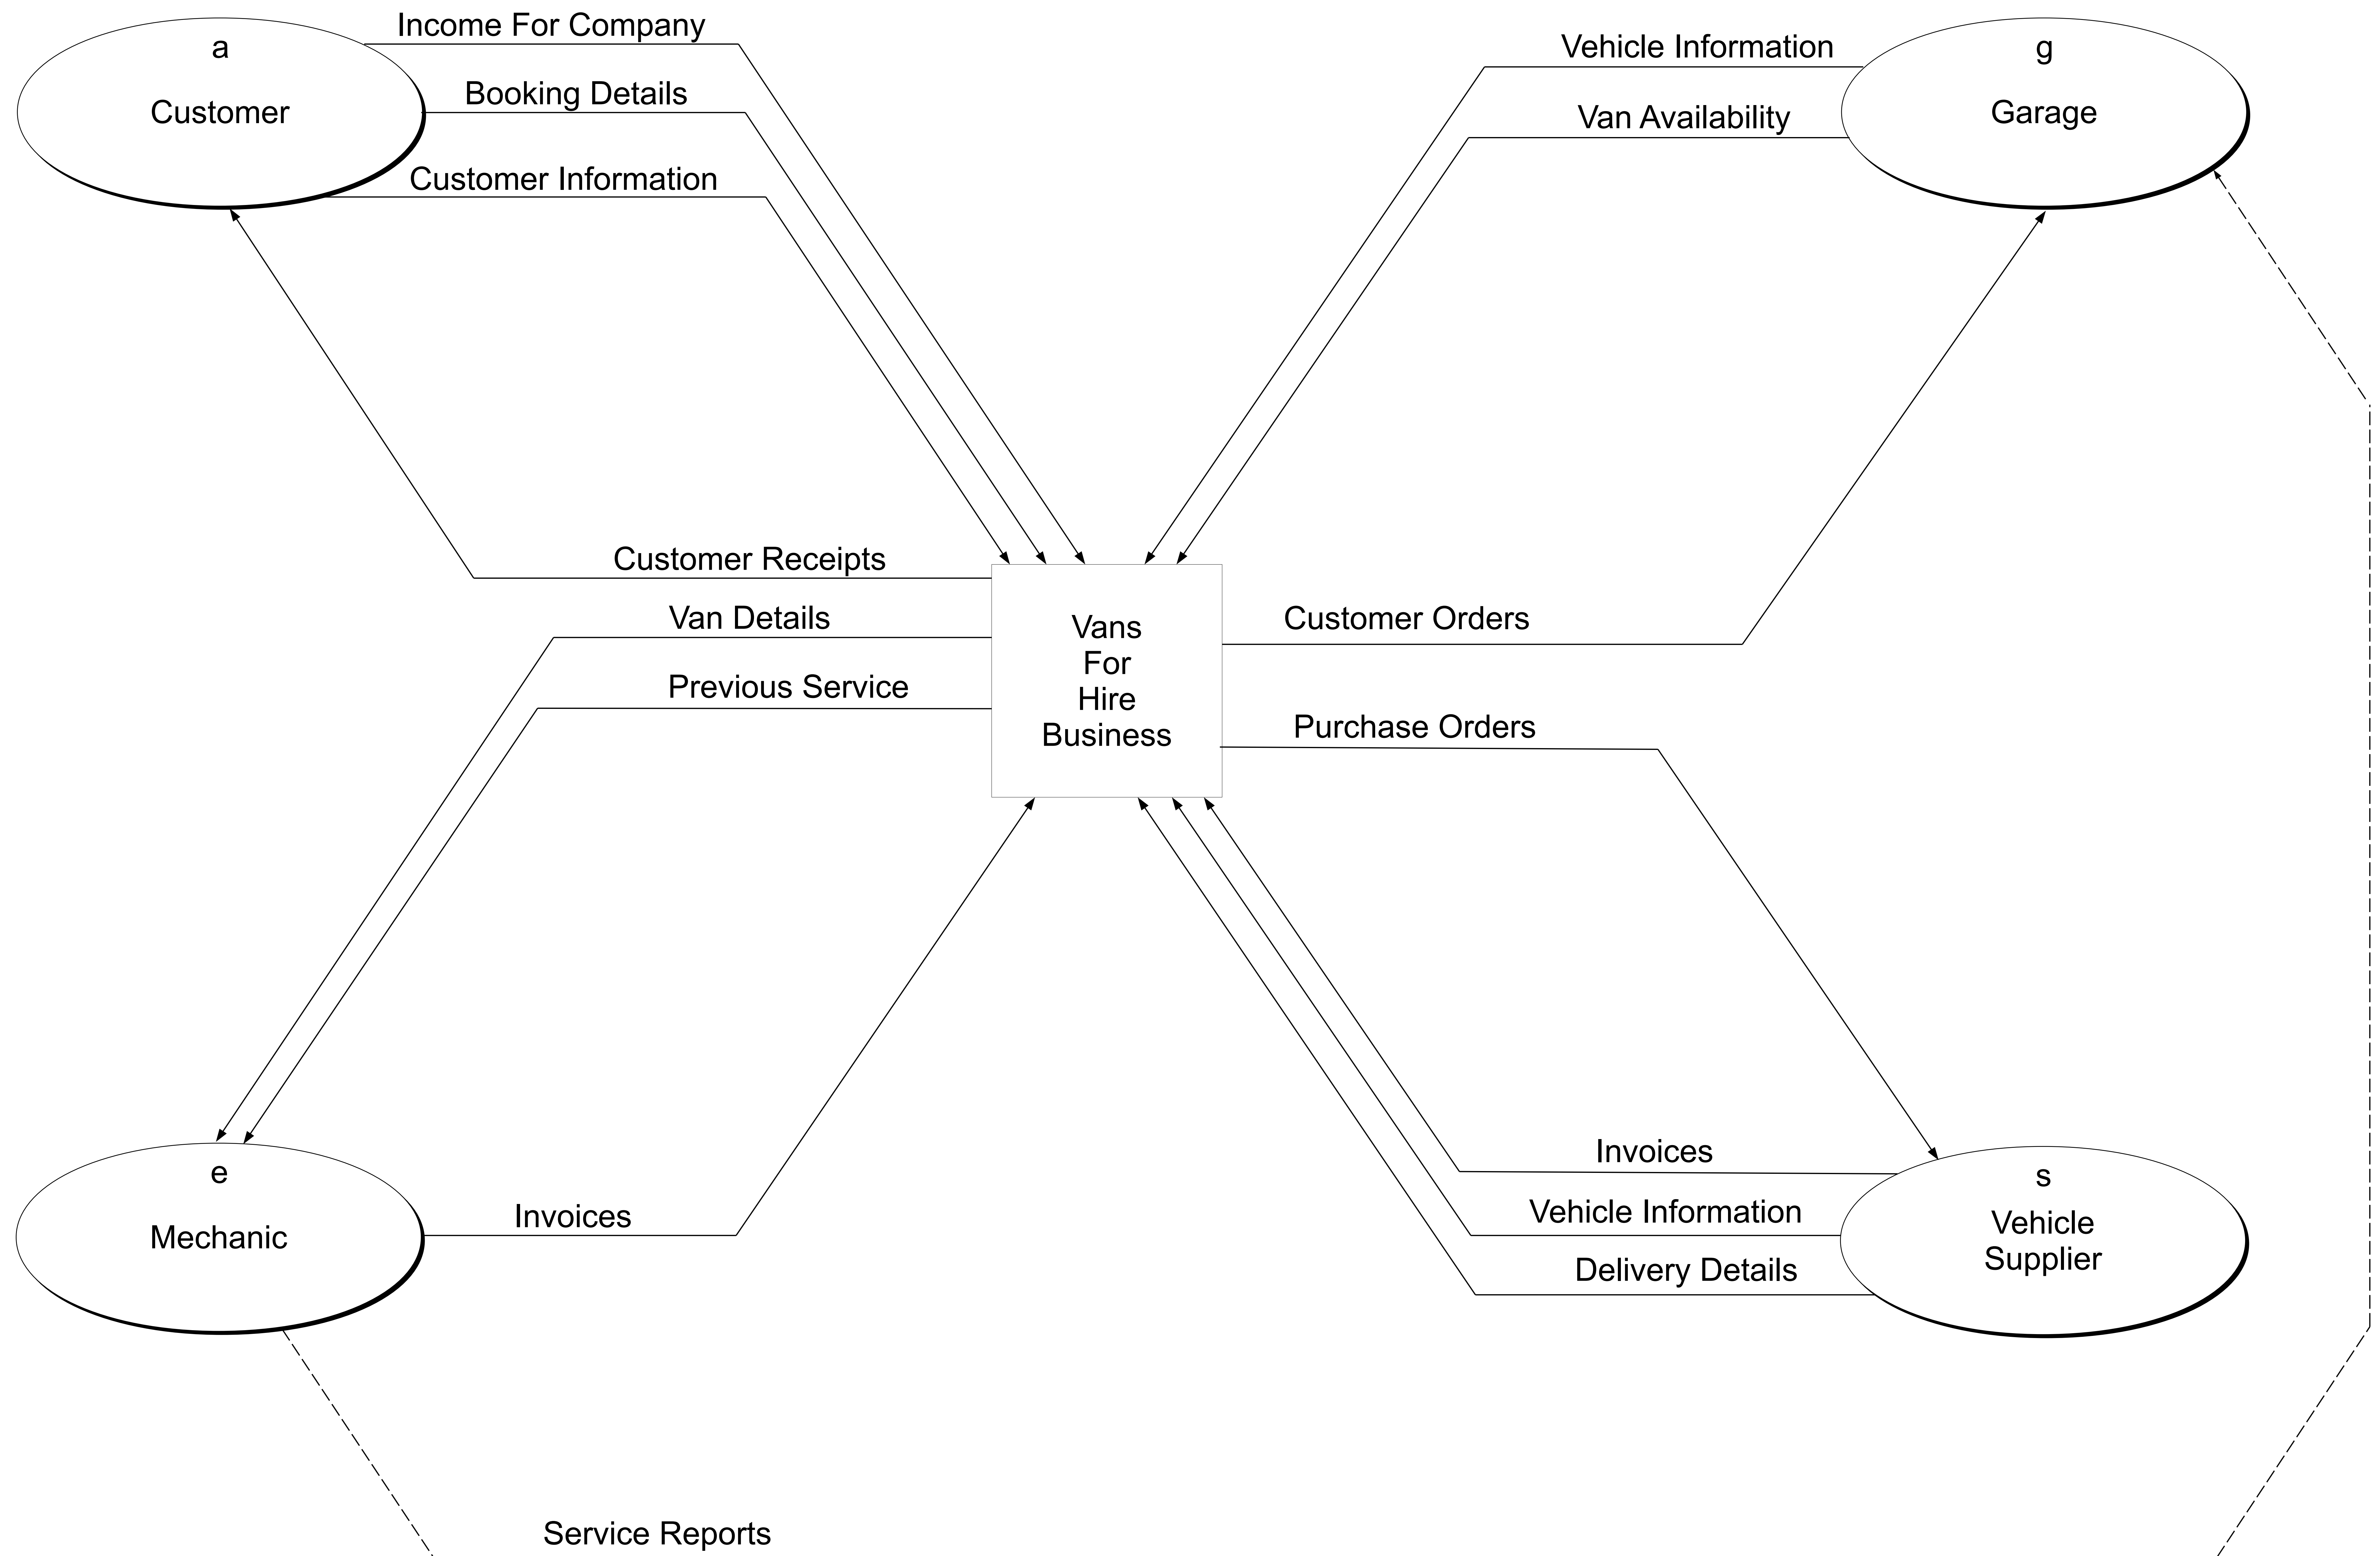 Income For Company
a
Customer
Booking Details
Customer Information
Vehicle Information
Van Availability
g
Garage
Customer Receipts
Van Details
Previous Service
Vans
For
Hire
Business
Customer Orders
Purchase Orders
e
Mechanic
Invoices
Invoices
Vehicle Information
Delivery Details
s
Vehicle
Supplier
Service Reports